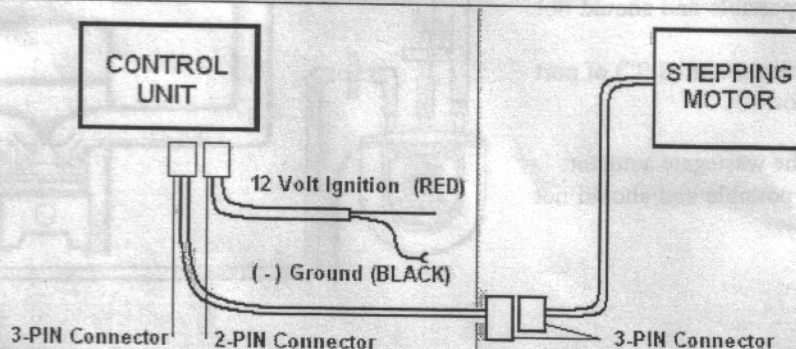 CONTROL
UNIT
STEPPING
MOTOR
12 Volt Ignition (RED)
(-) Ground (BLACK)
3-PIN Connector
2-PIN Connector
3-PIN Connector